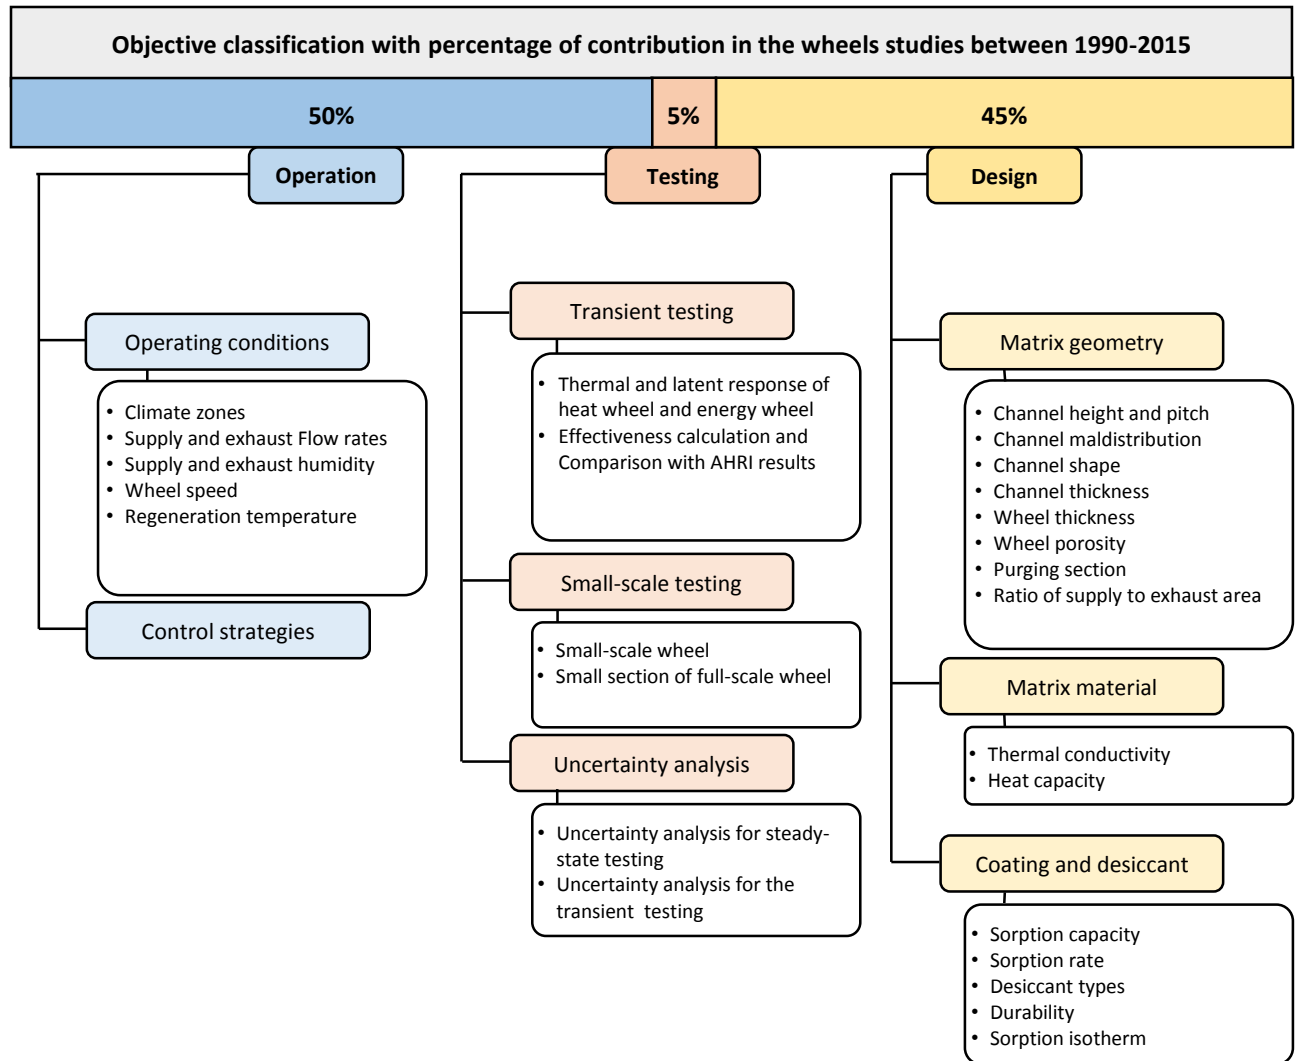 Objective classification with percentage of contribution in the wheels studies between 1990-2015
50%
5%
45%
Operation
Testing
Design
Operating conditions
• Climate zones
• Supply and exhaust Flow rates
• Supply and exhaust humidity
• Wheel speed
• Regeneration temperature
Control strategies
Transient testing
• Thermal and latent response of
heat wheel and energy wheel
• Effectiveness calculation and
Comparison with AHRI results
Small-scale testing
• Small-scale wheel
• Small section of full-scale wheel
Uncertainty analysis
• Uncertainty analysis for steady-
state testing
• Uncertainty analysis for the
transient testing
Matrix geometry
• Channel height and pitch
• Channel maldistribution
• Channel shape
• Channel thickness
• Wheel thickness
• Wheel porosity
• Purging section
• Ratio of supply to exhaust area
Matrix material
• Thermal conductivity
• Heat capacity
Coating and desiccant
• Sorption capacity
• Sorption rate
• Desiccant types
• Durability
• Sorption isotherm